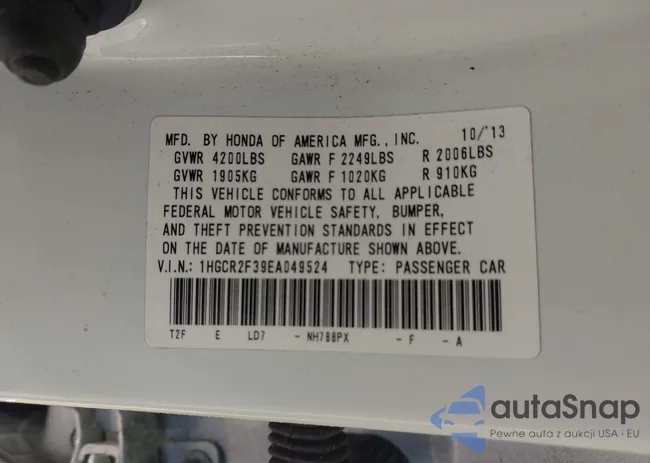 MFD. BY HONDA OF AMERICA MFG., INC. 10/'13
GVWR 4200LBS GAWR F 2249LBS R 2006LBS
GVWR 1905KG GAWR F 1020KG R 910KG
THIS VEHICLE CONFORMS TO ALL APPLICABLE
FEDERAL MOTOR VEHICLE SAFETY, BUMPER,
AND THEFT PREVENTION STANDARDS IN EFFECT
ON THE DATE OF MANUFACTURE SHOWN ABOVE.
V.I.N.: 1HGCR2F39EA049524 TYPE: PASSENGER CAR
T2F E LD7 - NH788PX - F - A
autaSnap
Pewne auta z aukcji USA i EU